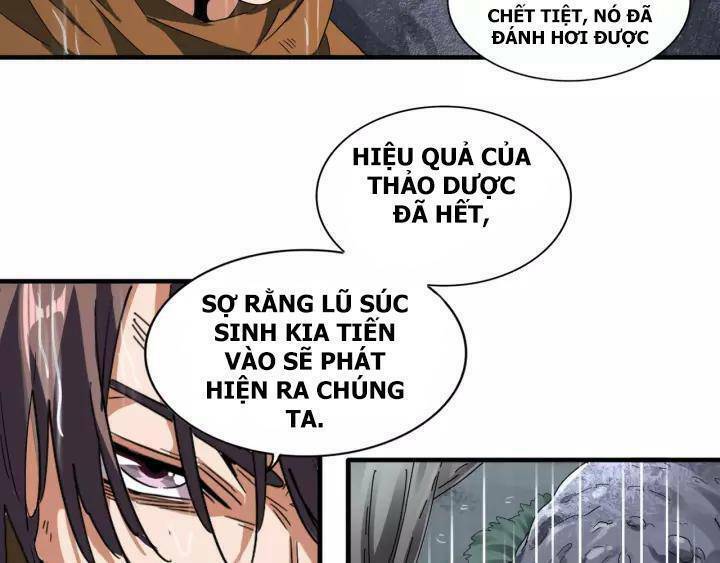 CHẾT TIỆT, NÓ ĐÃ
ĐÁNH HƠI ĐƯỢC
HIỆU QUẢ CỦA
THẢO DƯỢC
ĐÃ HẾT,
SỢ RẰNG LŨ SÚC
SINH KIA TIẾN
VÀO SẼ PHÁT
HIỆN RA CHÚNG
TA.